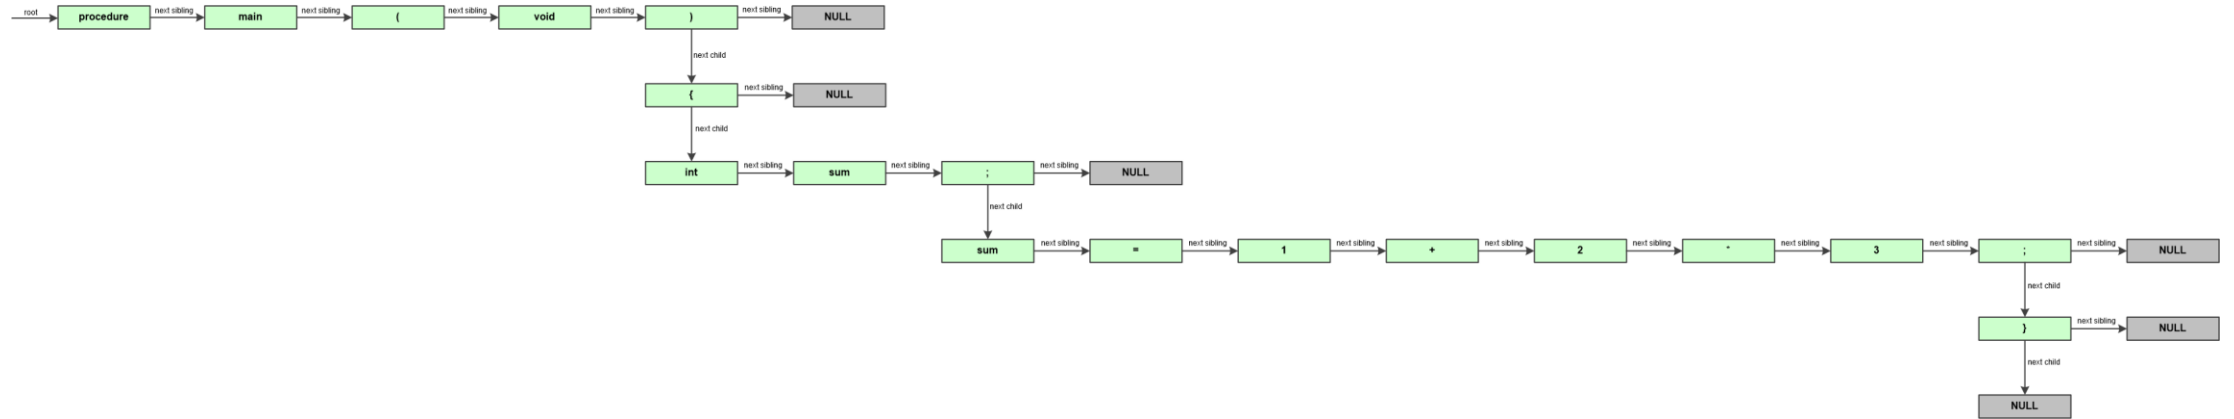 root procedure next sibling main next sibling ( next sibling void next sibling ) next sibling NULL
next child
{ next sibling NULL
next child
int next sibling sum next sibling ; next sibling NULL
next child
sum next sibling = next sibling 1 next sibling + next sibling 2 next sibling * next sibling 3 next sibling ; next sibling NULL
next child
} next sibling NULL
next child
NULL